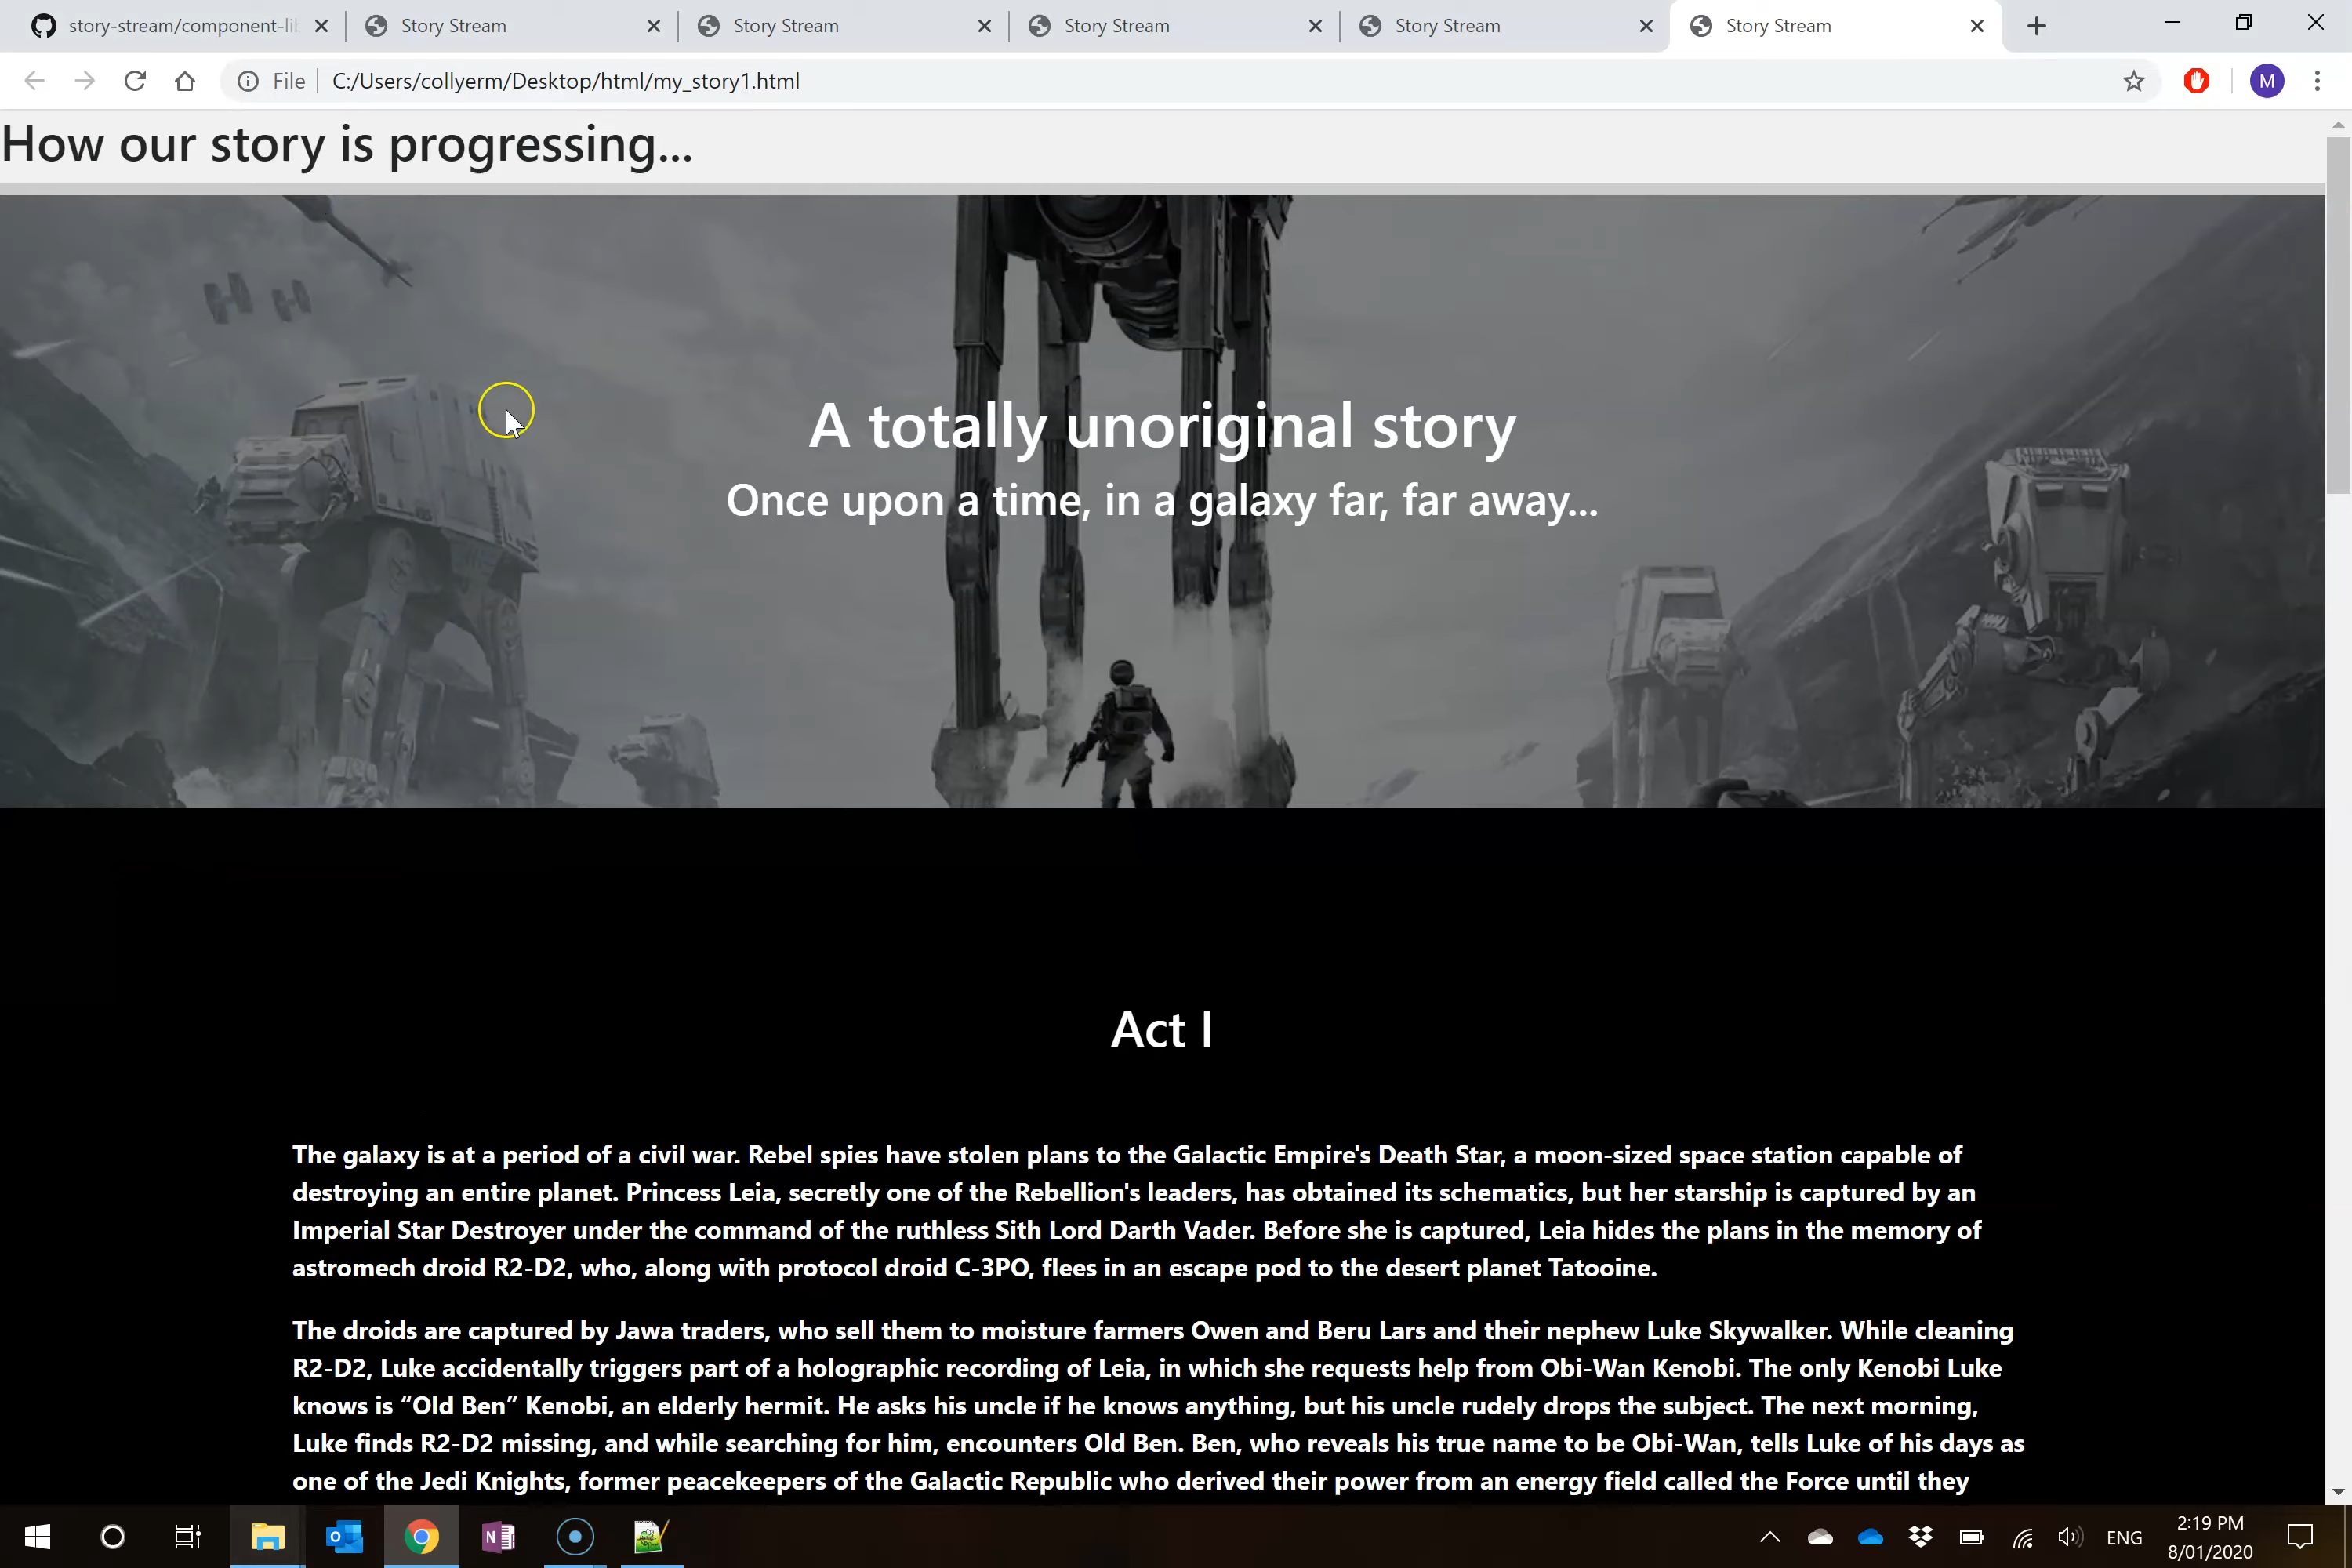 story-stream/component-lib
Story Stream
Story Stream
Story Stream
Story Stream
Story Stream
File
C:/Users/collyerm/Desktop/html/my_story1.html
M
How our story is progressing...
A totally unoriginal story
Once upon a time, in a galaxy far, far away...
Act I
The galaxy is at a period of a civil war. Rebel spies have stolen plans to the Galactic Empire's Death Star, a moon-sized space station capable of
destroying an entire planet. Princess Leia, secretly one of the Rebellion's leaders, has obtained its schematics, but her starship is captured by an
Imperial Star Destroyer under the command of the ruthless Sith Lord Darth Vader. Before she is captured, Leia hides the plans in the memory of
astromech droid R2-D2, who, along with protocol droid C-3PO, flees in an escape pod to the desert planet Tatooine.
The droids are captured by Jawa traders, who sell them to moisture farmers Owen and Beru Lars and their nephew Luke Skywalker. While cleaning
R2-D2, Luke accidentally triggers part of a holographic recording of Leia, in which she requests help from Obi-Wan Kenobi. The only Kenobi Luke
knows is “Old Ben” Kenobi, an elderly hermit. He asks his uncle if he knows anything, but his uncle rudely drops the subject. The next morning,
Luke finds R2-D2 missing, and while searching for him, encounters Old Ben. Ben, who reveals his true name to be Obi-Wan, tells Luke of his days as
one of the Jedi Knights, former peacekeepers of the Galactic Republic who derived their power from an energy field called the Force until they
ENG
2:19 PM
8/01/2020